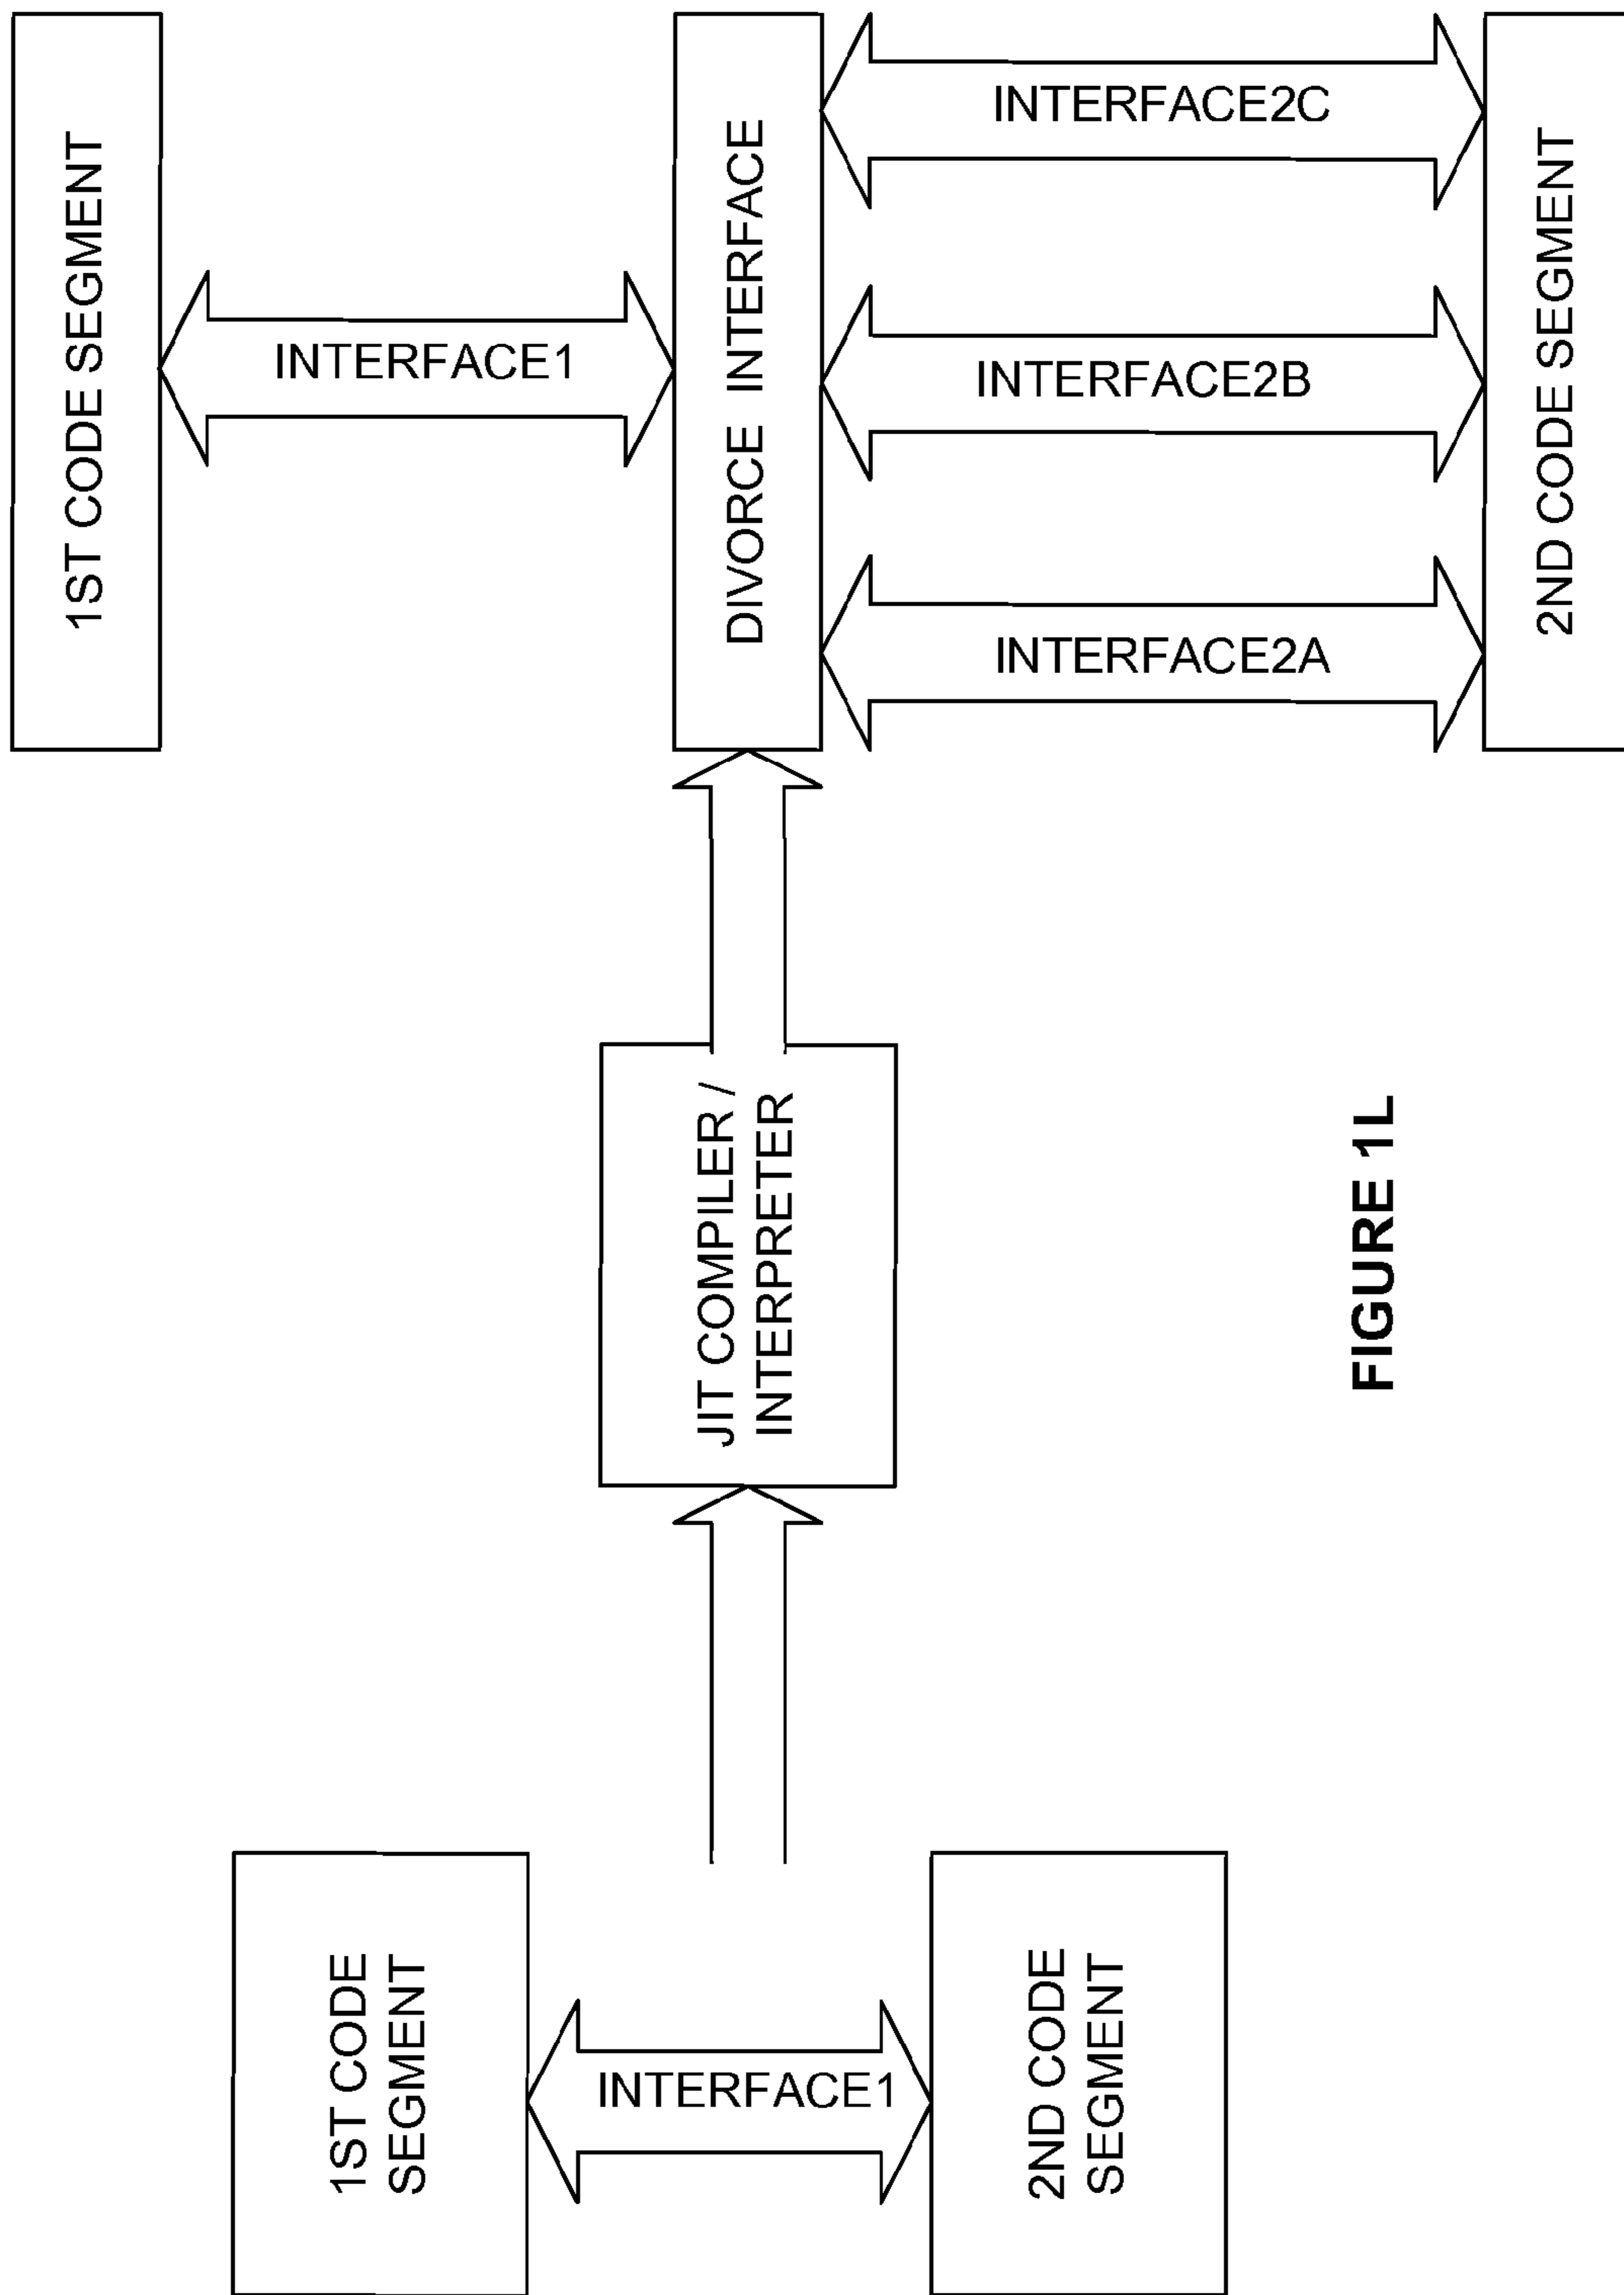 1ST CODE
SEGMENT
INTERFACE1
2ND CODE
SEGMENT
JIT COMPILER /
INTERPRETER
1ST CODE SEGMENT
INTERFACE1
DIVORCE INTERFACE
INTERFACE2A
INTERFACE2B
INTERFACE2C
2ND CODE SEGMENT
FIGURE 1L